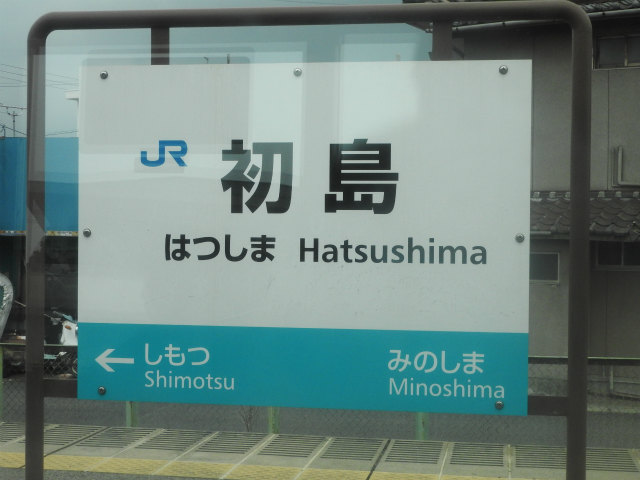 JR 初島
はつしま Hatsushima
← しもつ みのしま
Shimotsu Minoshima